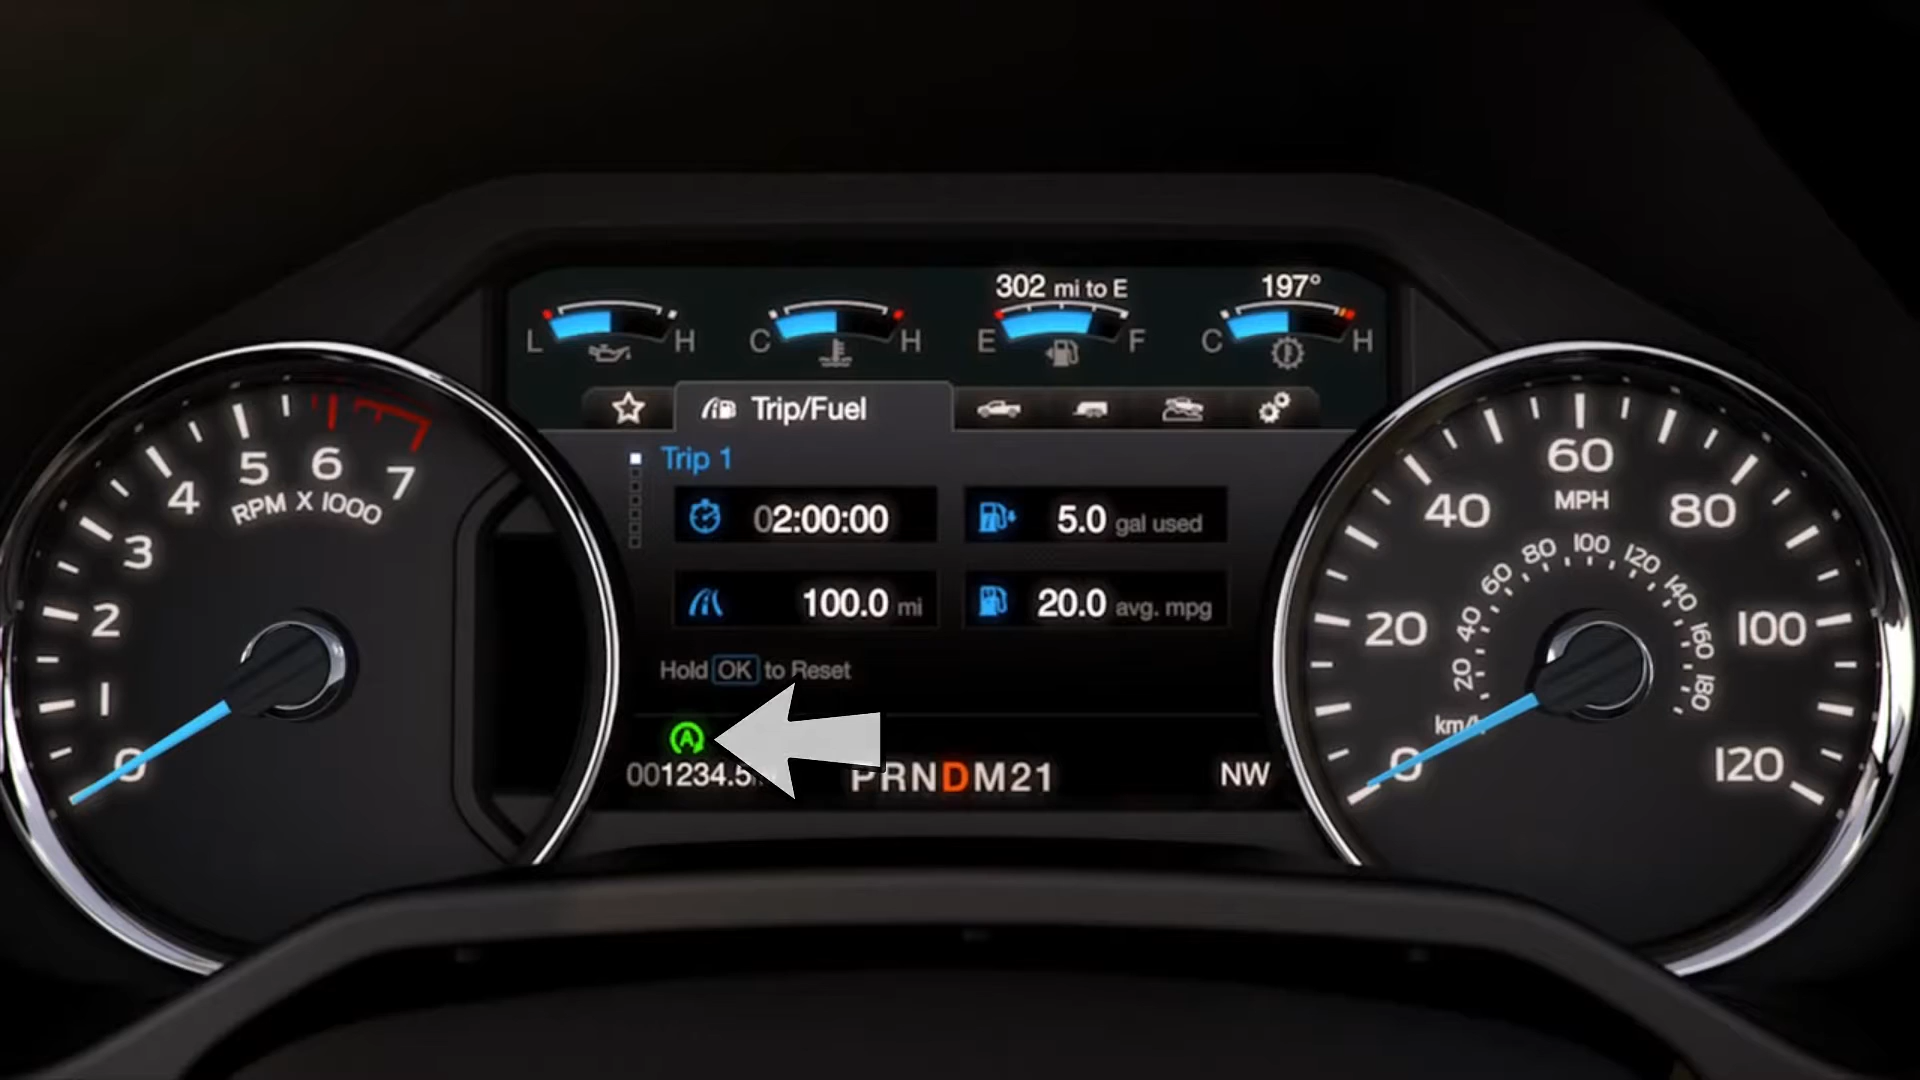 302 mi to E
197°
L H
C H
E F
C H
Trip/Fuel
Trip 1
02:00:00
5.0 gal used
100.0 mi
20.0 avg. mpg
Hold OK to Reset
A
001234.5
PRNDM21
NW
0 1 2 3 4 5 6 7
RPM X 1000
0 20 40 60 80 100 120
MPH
20 40 60 80 100 120 140 160 180